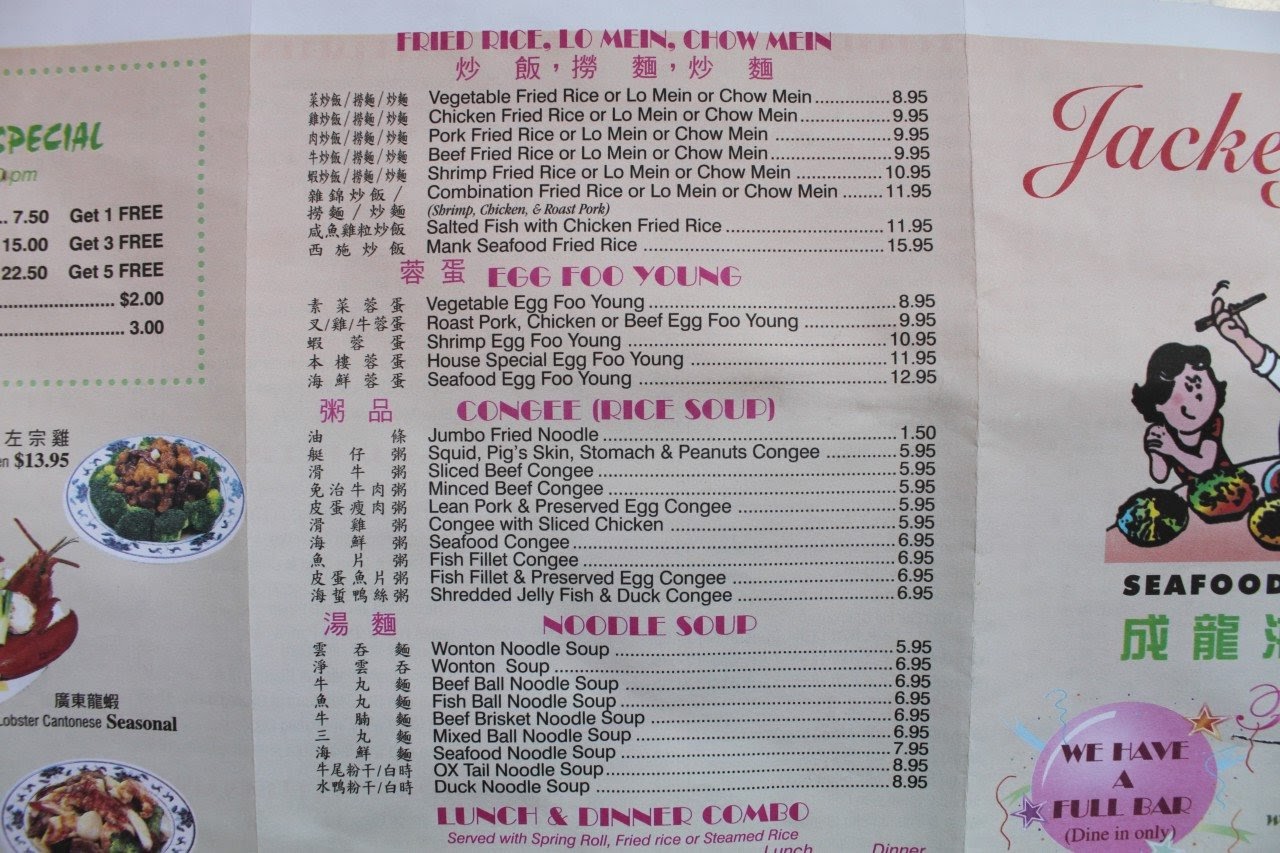 SPECIAL
pm
.. 7.50 Get 1 FREE
15.00 Get 3 FREE
22.50 Get 5 FREE
$2.00
3.00
左宗雞
$13.95
廣東龍蝦
Lobster Cantonese Seasonal
FRIED RICE, LO MEIN, CHOW MEIN
炒飯,撈麵,炒麵
菜炒飯/撈麵/炒麵 Vegetable Fried Rice or Lo Mein or Chow Mein 8.95
雞炒飯/撈麵/炒麵 Chicken Fried Rice or Lo Mein or Chow Mein 9.95
肉炒飯/撈麵/炒麵 Pork Fried Rice or Lo Mein or Chow Mein 9.95
牛炒飯/撈麵/炒麵 Beef Fried Rice or Lo Mein or Chow Mein 9.95
蝦炒飯/撈麵/炒麵 Shrimp Fried Rice or Lo Mein or Chow Mein 10.95
雜錦炒飯/ Combination Fried Rice or Lo Mein or Chow Mein 11.95
撈麵/炒麵 (Shrimp, Chicken, & Roast Pork)
咸魚雞粒炒飯 Salted Fish with Chicken Fried Rice 11.95
西施炒飯 Mank Seafood Fried Rice 15.95
蓉蛋 EGG FOO YOUNG
素菜蓉蛋 Vegetable Egg Foo Young 8.95
叉/雞/牛蓉蛋 Roast Pork, Chicken or Beef Egg Foo Young 9.95
蝦蓉蛋 Shrimp Egg Foo Young 10.95
本樓蓉蛋 House Special Egg Foo Young 11.95
海鮮蓉蛋 Seafood Egg Foo Young 12.95
粥品 CONGEE (RICE SOUP)
油條 Jumbo Fried Noodle 1.50
艇仔粥 Squid, Pig's Skin, Stomach & Peanuts Congee 5.95
滑牛粥 Sliced Beef Congee 5.95
免治牛肉粥 Minced Beef Congee 5.95
皮蛋瘦肉粥 Lean Pork & Preserved Egg Congee 5.95
滑雞粥 Congee with Sliced Chicken 5.95
海鮮粥 Seafood Congee 6.95
魚片粥 Fish Fillet Congee 6.95
皮蛋魚片粥 Fish Fillet & Preserved Egg Congee 6.95
海蜇鴨絲粥 Shredded Jelly Fish & Duck Congee 6.95
湯麵 NOODLE SOUP
雲吞麵 Wonton Noodle Soup 5.95
淨雲吞 Wonton Soup 6.95
牛丸麵 Beef Ball Noodle Soup 6.95
魚丸麵 Fish Ball Noodle Soup 6.95
牛腩麵 Beef Brisket Noodle Soup 6.95
三丸麵 Mixed Ball Noodle Soup 6.95
海鮮麵 Seafood Noodle Soup 7.95
牛尾粉干/白時 OX Tail Noodle Soup 8.95
水鴨粉干/白時 Duck Noodle Soup 8.95
LUNCH & DINNER COMBO
Served with Spring Roll, Fried rice or Steamed Rice
Lunch Dinner
Jacke
SEAFOOD
成龍
WE HAVE
A
FULL BAR
(Dine in only)